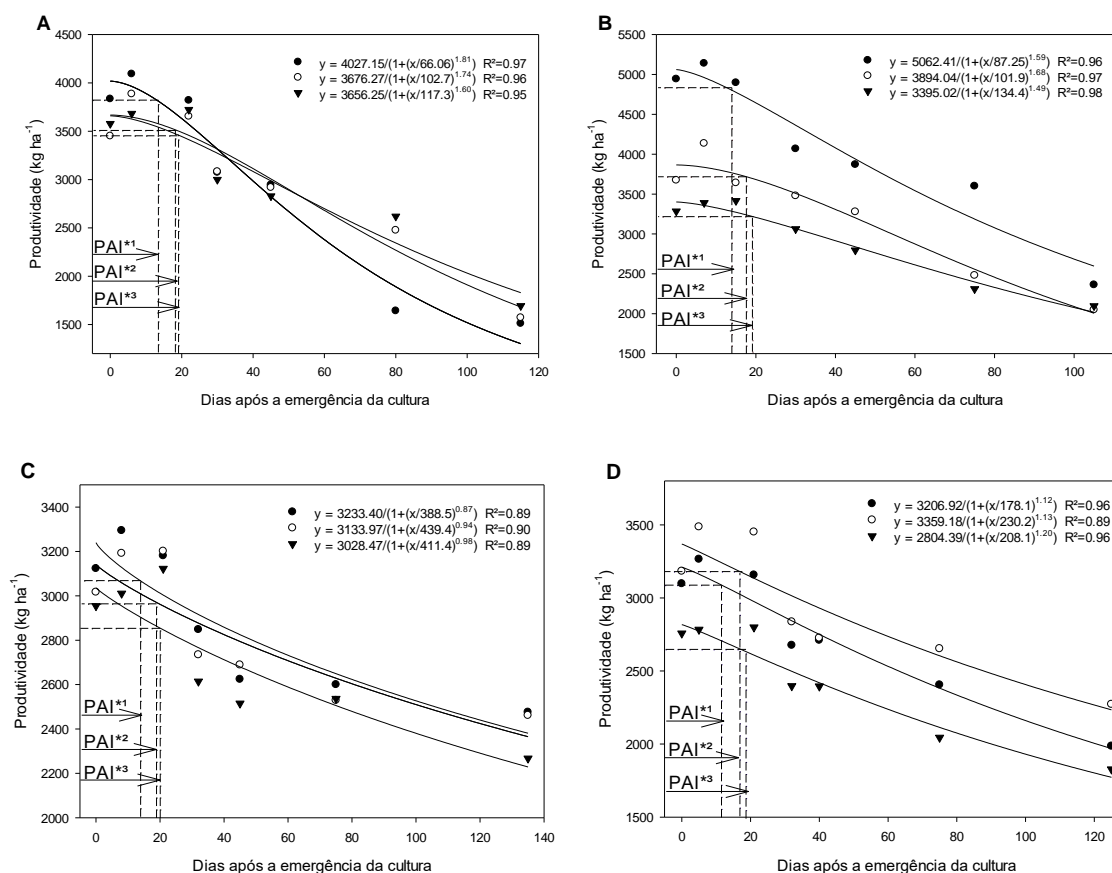 A
4500
4000
3500
3000
2500
2000
1500
y = 4027.15/(1+(x/66.06)^1.81) R²=0.97
y = 3676.27/(1+(x/102.7)^1.74) R²=0.96
y = 3656.25/(1+(x/117.3)^1.60) R²=0.95
PAI*¹
PAI*²
PAI*³
0 20 40 60 80 100 120
Dias após a emergência da cultura
Produtividade (kg ha⁻¹)
B
5500
5000
4500
4000
3500
3000
2500
2000
1500
y = 5062.41/(1+(x/87.25)^1.59) R²=0.96
y = 3894.04/(1+(x/101.9)^1.68) R²=0.97
y = 3395.02/(1+(x/134.4)^1.49) R²=0.98
PAI*¹
PAI*²
PAI*³
0 20 40 60 80 100
Dias após a emergência da cultura
Produtividade (kg ha⁻¹)
C
3400
3200
3000
2800
2600
2400
2200
2000
y = 3233.40/(1+(x/388.5)^0.87) R²=0.89
y = 3133.97/(1+(x/439.4)^0.94) R²=0.90
y = 3028.47/(1+(x/411.4)^0.98) R²=0.89
PAI*¹
PAI*²
PAI*³
0 20 40 60 80 100 120 140
Dias após a emergência da cultura
Produtividade (kg ha⁻¹)
D
3500
3000
2500
2000
1500
y = 3206.92/(1+(x/178.1)^1.12) R²=0.96
y = 3359.18/(1+(x/230.2)^1.13) R²=0.89
y = 2804.39/(1+(x/208.1)^1.20) R²=0.96
PAI*¹
PAI*²
PAI*³
0 20 40 60 80 100 120
Dias após a emergência da cultura
Produtividade (kg ha⁻¹)